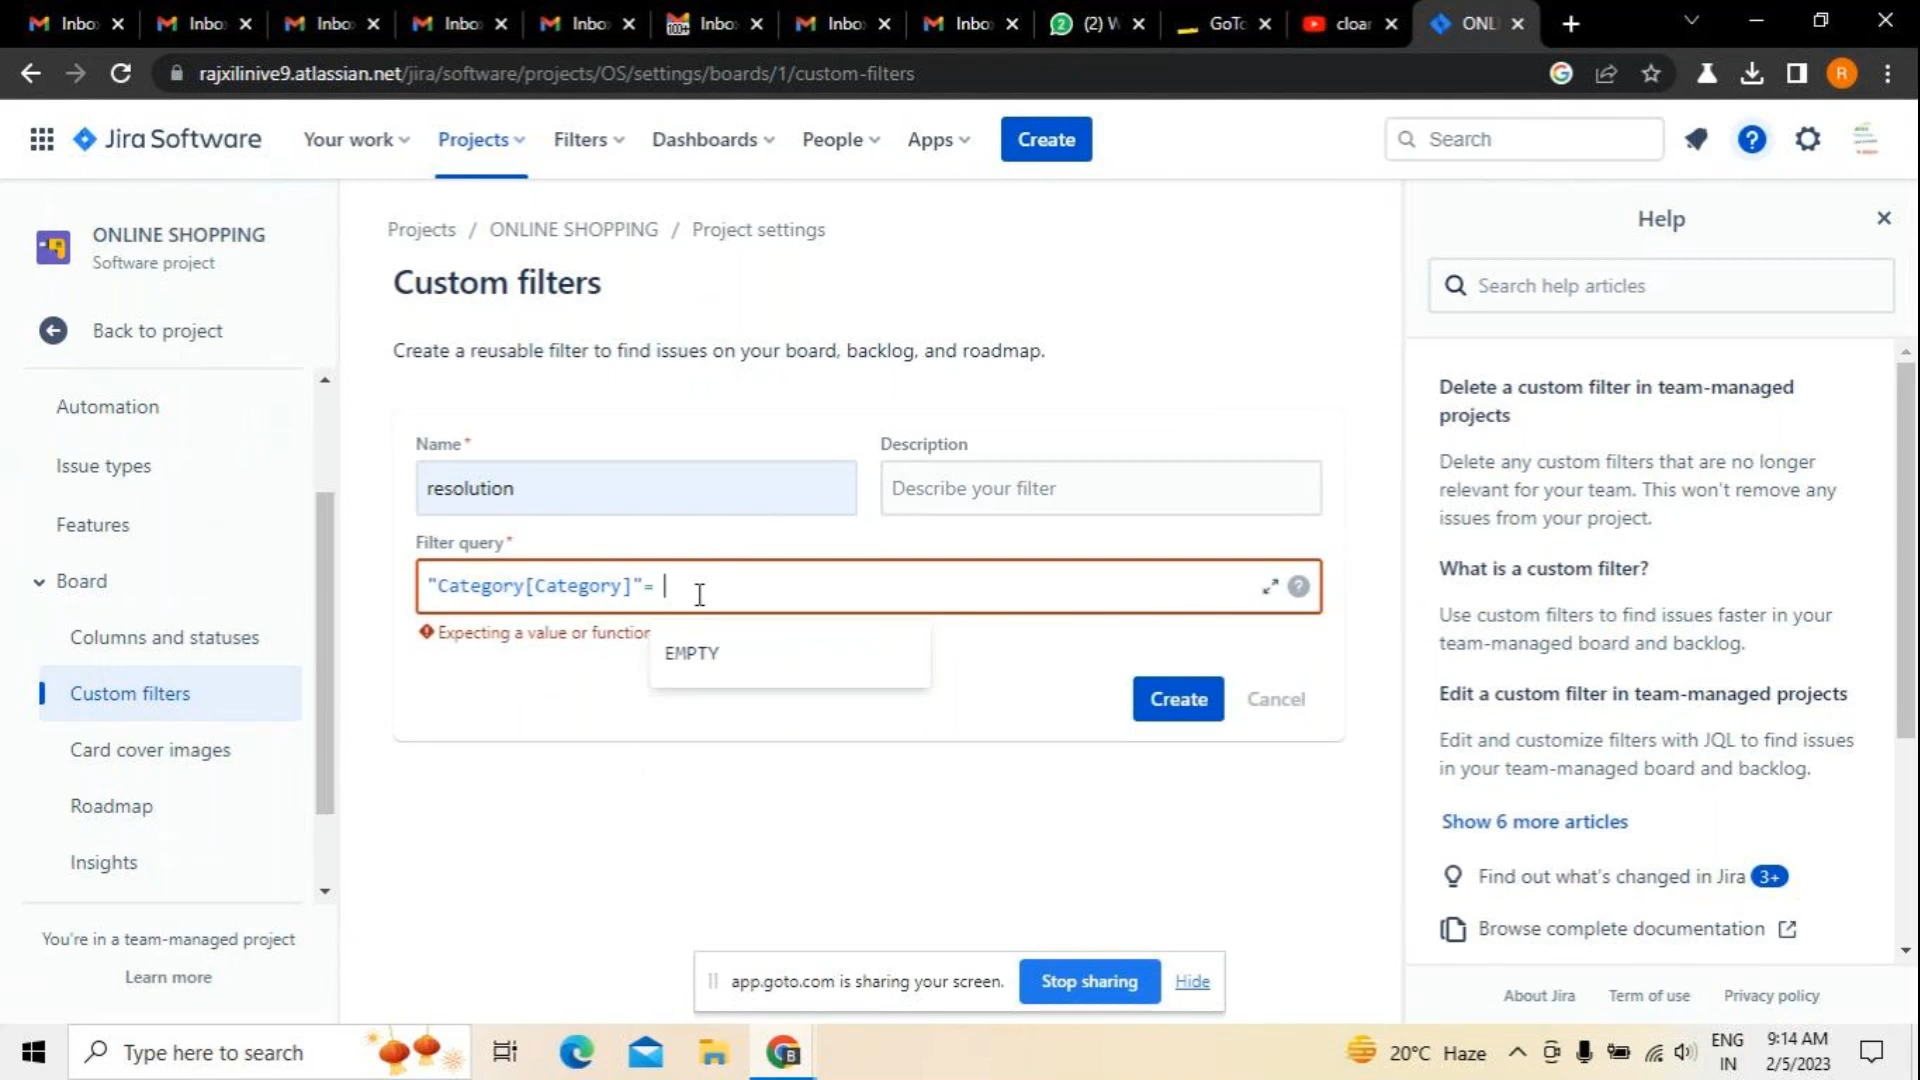 Inbo
Inbo
Inbo
Inbo
Inbo
100+ Inbo
Inbo
Inbo
2 (2) W
GoTo
cloar
ONL
rajxilinive9.atlassian.net/jira/software/projects/OS/settings/boards/1/custom-filters
R
Jira Software
Your work
Projects
Filters
Dashboards
People
Apps
Create
Search
ONLINE SHOPPING
Software project
Back to project
Automation
Issue types
Features
Board
Columns and statuses
Custom filters
Card cover images
Roadmap
Insights
You're in a team-managed project
Learn more
Projects / ONLINE SHOPPING / Project settings
Custom filters
Create a reusable filter to find issues on your board, backlog, and roadmap.
Name*
resolution
Description
Describe your filter
Filter query*
"Category[Category]"=
Expecting a value or function
EMPTY
Create
Cancel
Help
Search help articles
Delete a custom filter in team-managed
projects
Delete any custom filters that are no longer
relevant for your team. This won't remove any
issues from your project.
What is a custom filter?
Use custom filters to find issues faster in your
team-managed board and backlog.
Edit a custom filter in team-managed projects
Edit and customize filters with JQL to find issues
in your team-managed board and backlog.
Show 6 more articles
Find out what's changed in Jira 3+
Browse complete documentation
About Jira
Term of use
Privacy policy
app.goto.com is sharing your screen.
Stop sharing
Hide
Type here to search
B
20°C Haze
ENG
IN
9:14 AM
2/5/2023